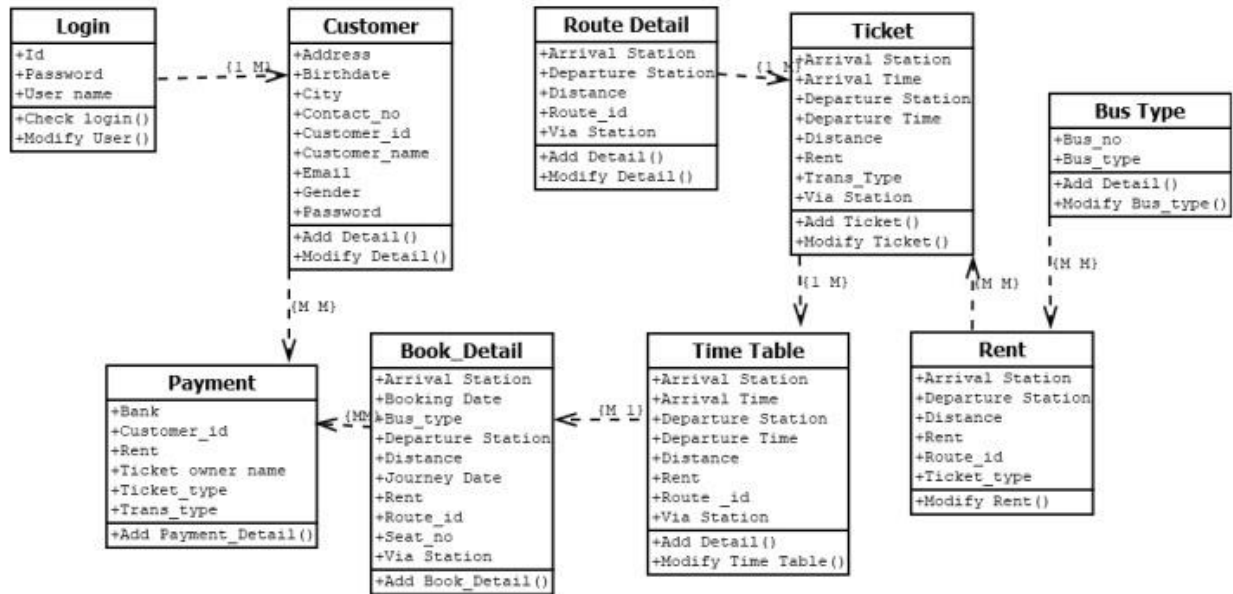 Login
+Id
+Password
+User name
+Check login()
+Modify User()
{1 M}
Customer
+Address
+Birthdate
+City
+Contact_no
+Customer_id
+Customer_name
+Email
+Gender
+Password
+Add Detail()
+Modify Detail()
{M M}
Route Detail
+Arrival Station
+Departure Station
+Distance
+Route_id
+Via Station
+Add Detail()
+Modify Detail()
{1 M}
Ticket
+Arrival Station
+Arrival Time
+Departure Station
+Departure Time
+Distance
+Rent
+Trans_Type
+Via Station
+Add Ticket()
+Modify Ticket()
{1 M}
{M M}
Bus Type
+Bus_no
+Bus_type
+Add Detail()
+Modify Bus_type()
{M M}
Payment
+Bank
+Customer_id
+Rent
+Ticket owner name
+Ticket_type
+Trans_type
+Add Payment_Detail()
{MM}
Book_Detail
+Arrival Station
+Booking Date
+Bus_type
+Departure Station
+Distance
+Journey Date
+Rent
+Route_id
+Seat_no
+Via Station
+Add Book_Detail()
{M 1}
Time Table
+Arrival Station
+Arrival Time
+Departure Station
+Departure Time
+Distance
+Rent
+Route _id
+Via Station
+Add Detail()
+Modify Time Table()
Rent
+Arrival Station
+Departure Station
+Distance
+Rent
+Route_id
+Ticket_type
+Modify Rent()